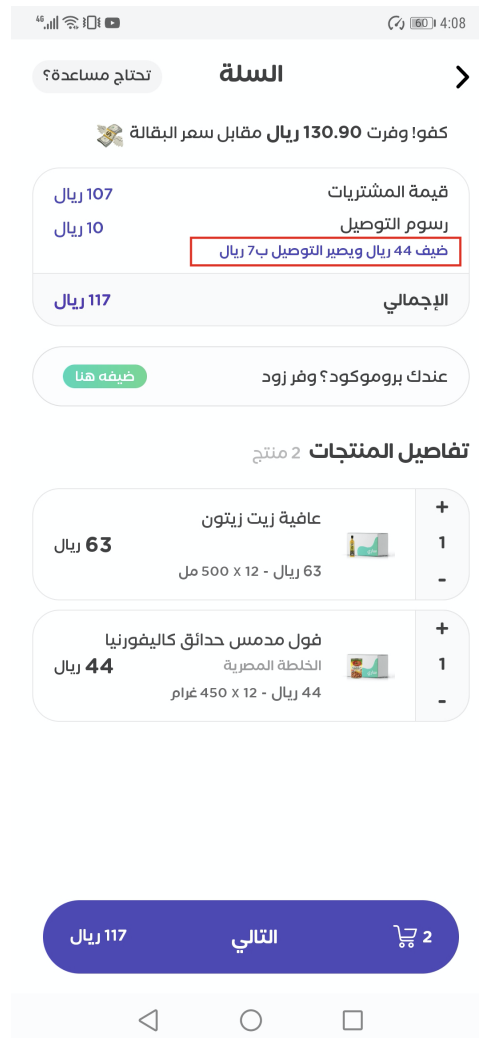 46 60 4:08
السلة
تحتاج مساعدة؟
كفو! وفرت 130.90 ريال مقابل سعر البقالة
قيمة المشتريات 107 ريال
رسوم التوصيل 10 ريال
ضيف 44 ريال ويصير التوصيل ب7 ريال
الإجمالي 117 ريال
عندك بروموكود؟ وفر زود ضيفه هنا
تفاصيل المنتجات 2 منتج
+
عافية زيت زيتون
1
63 ريال
63 ريال - 12 x 500 مل
-
+
فول مدمس حدائق كاليفورنيا
1
الخلطة المصرية
44 ريال
44 ريال - 12 x 450 غرام
-
2 التالي 117 ريال